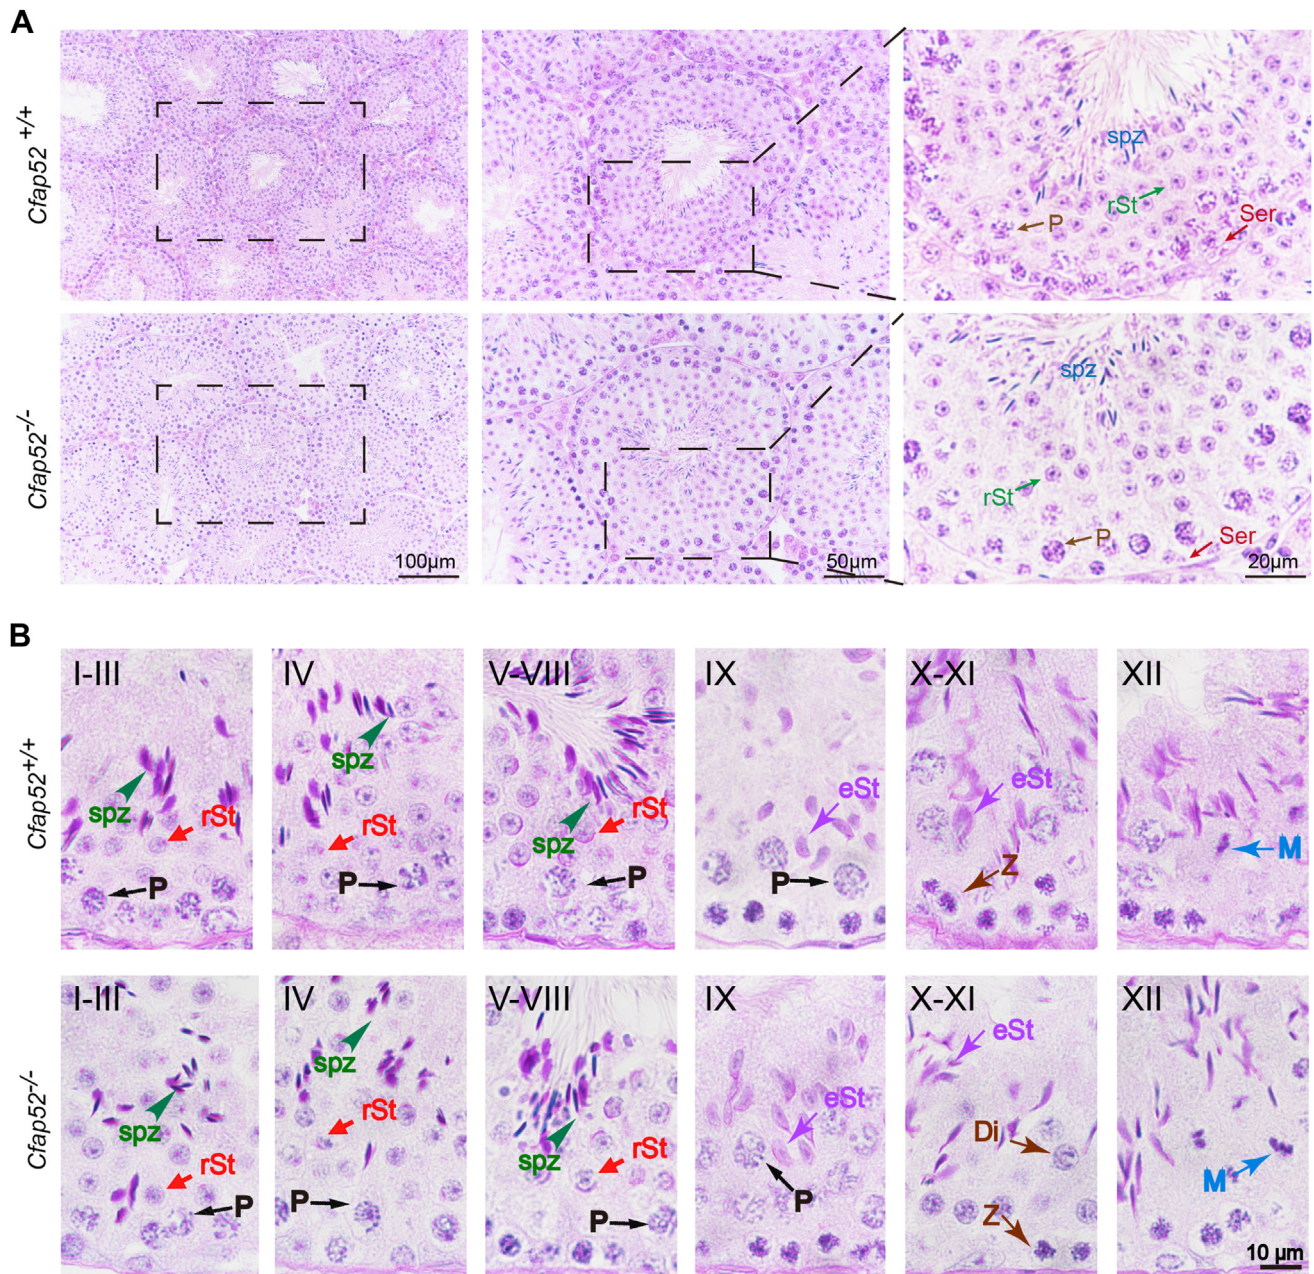 A
Cfap52 +/+
spz
rSt
P
Ser
Cfap52-/-
100μm
50μm
spz
rSt
P
Ser
20μm
B
Cfap52+/+
I-III
spz
rSt
P
IV
spz
rSt
P
V-VIII
spz
rSt
P
IX
eSt
P
X-XI
eSt
Z
XII
M
Cfap52-/-
I-III
spz
rSt
P
IV
spz
rSt
P
V-VIII
spz
rSt
P
IX
eSt
P
X-XI
eSt
Di
Z
XII
M
10 μm